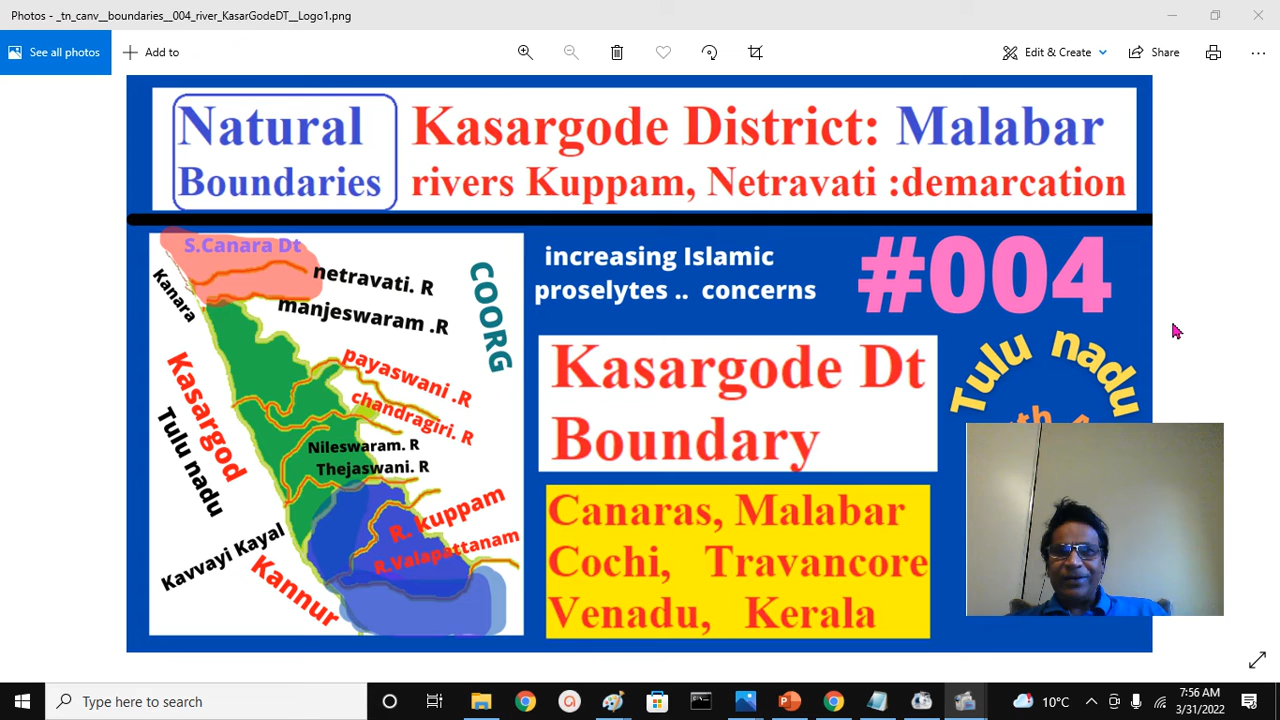 Photos - _tn_canv__boundaries__004_river_KasarGodeDT__Logo1.png
See all photos
Add to
Edit & Create
Share
Natural
Boundaries
Kasargode District: Malabar
rivers Kuppam, Netravati :demarcation
S.Canara Dt
netravati. R
Kanara
manjeswaram .R
COORG
payaswani .R
chandragiri. R
Kasargod
Tulu nadu
Nileswaram. R
Thejaswani. R
R. kuppam
R.Valapattanam
Kavvayi Kayal
Kannur
increasing Islamic
proselytes .. concerns
#004
Kasargode Dt
Boundary
Tulu nadu
th
Canaras, Malabar
Cochi, Travancore
Venadu, Kerala
Type here to search
10°C
7:56 AM
3/31/2022